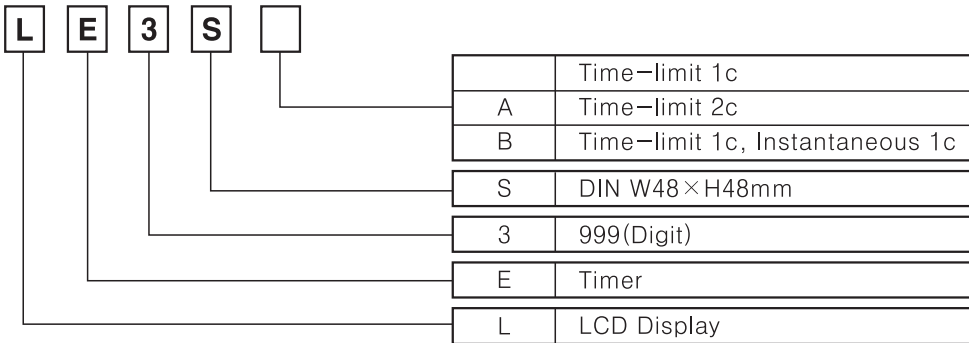 L E 3 S
Time-limit 1c
A Time-limit 2c
B Time-limit 1c, Instantaneous 1c
S DIN W48×H48mm
3 999(Digit)
E Timer
L LCD Display